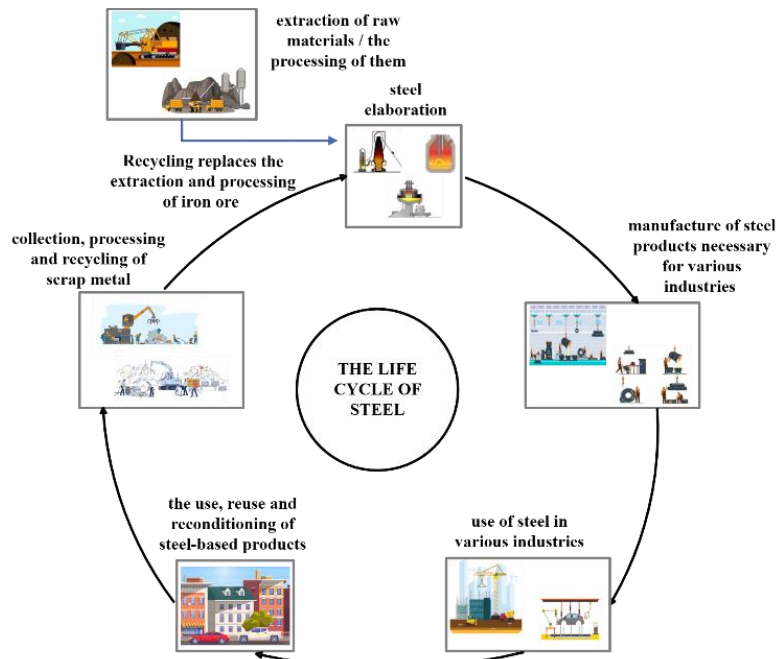 extraction of raw
materials / the
processing of them
steel
elaboration
Recycling replaces the
extraction and processing
of iron ore
collection, processing
and recycling of
scrap metal
manufacture of steel
products necessary
for various
industries
THE LIFE
CYCLE OF
STEEL
the use, reuse and
reconditioning of
steel-based products
use of steel in
various industries